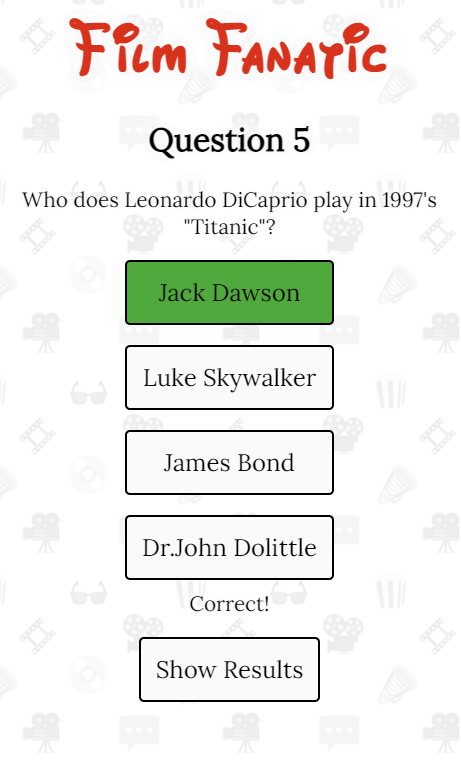 Film Fanatic
Question 5
Who does Leonardo DiCaprio play in 1997's
"Titanic"?
Jack Dawson
Luke Skywalker
James Bond
Dr.John Dolittle
Correct!
Show Results